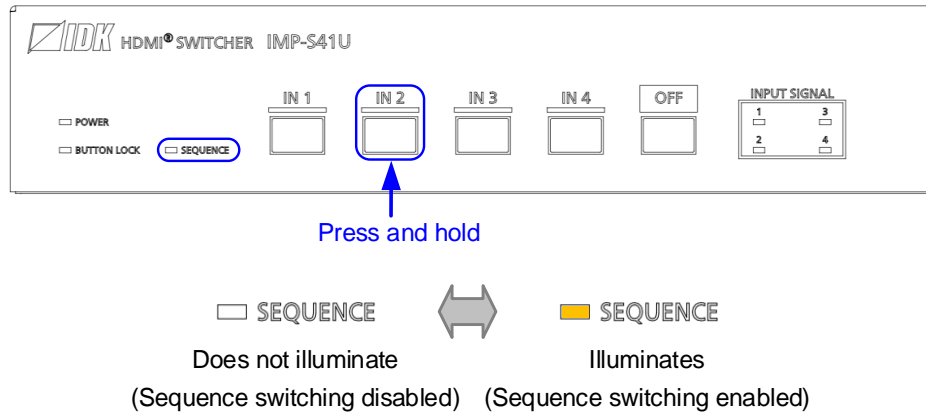 IDK HDMI® SWITCHER IMP-S41U
IN 1 IN 2 IN 3 IN 4 OFF INPUT SIGNAL
1 3
POWER
2 4
BUTTON LOCK SEQUENCE
Press and hold
SEQUENCE SEQUENCE
Does not illuminate Illuminates
(Sequence switching disabled) (Sequence switching enabled)